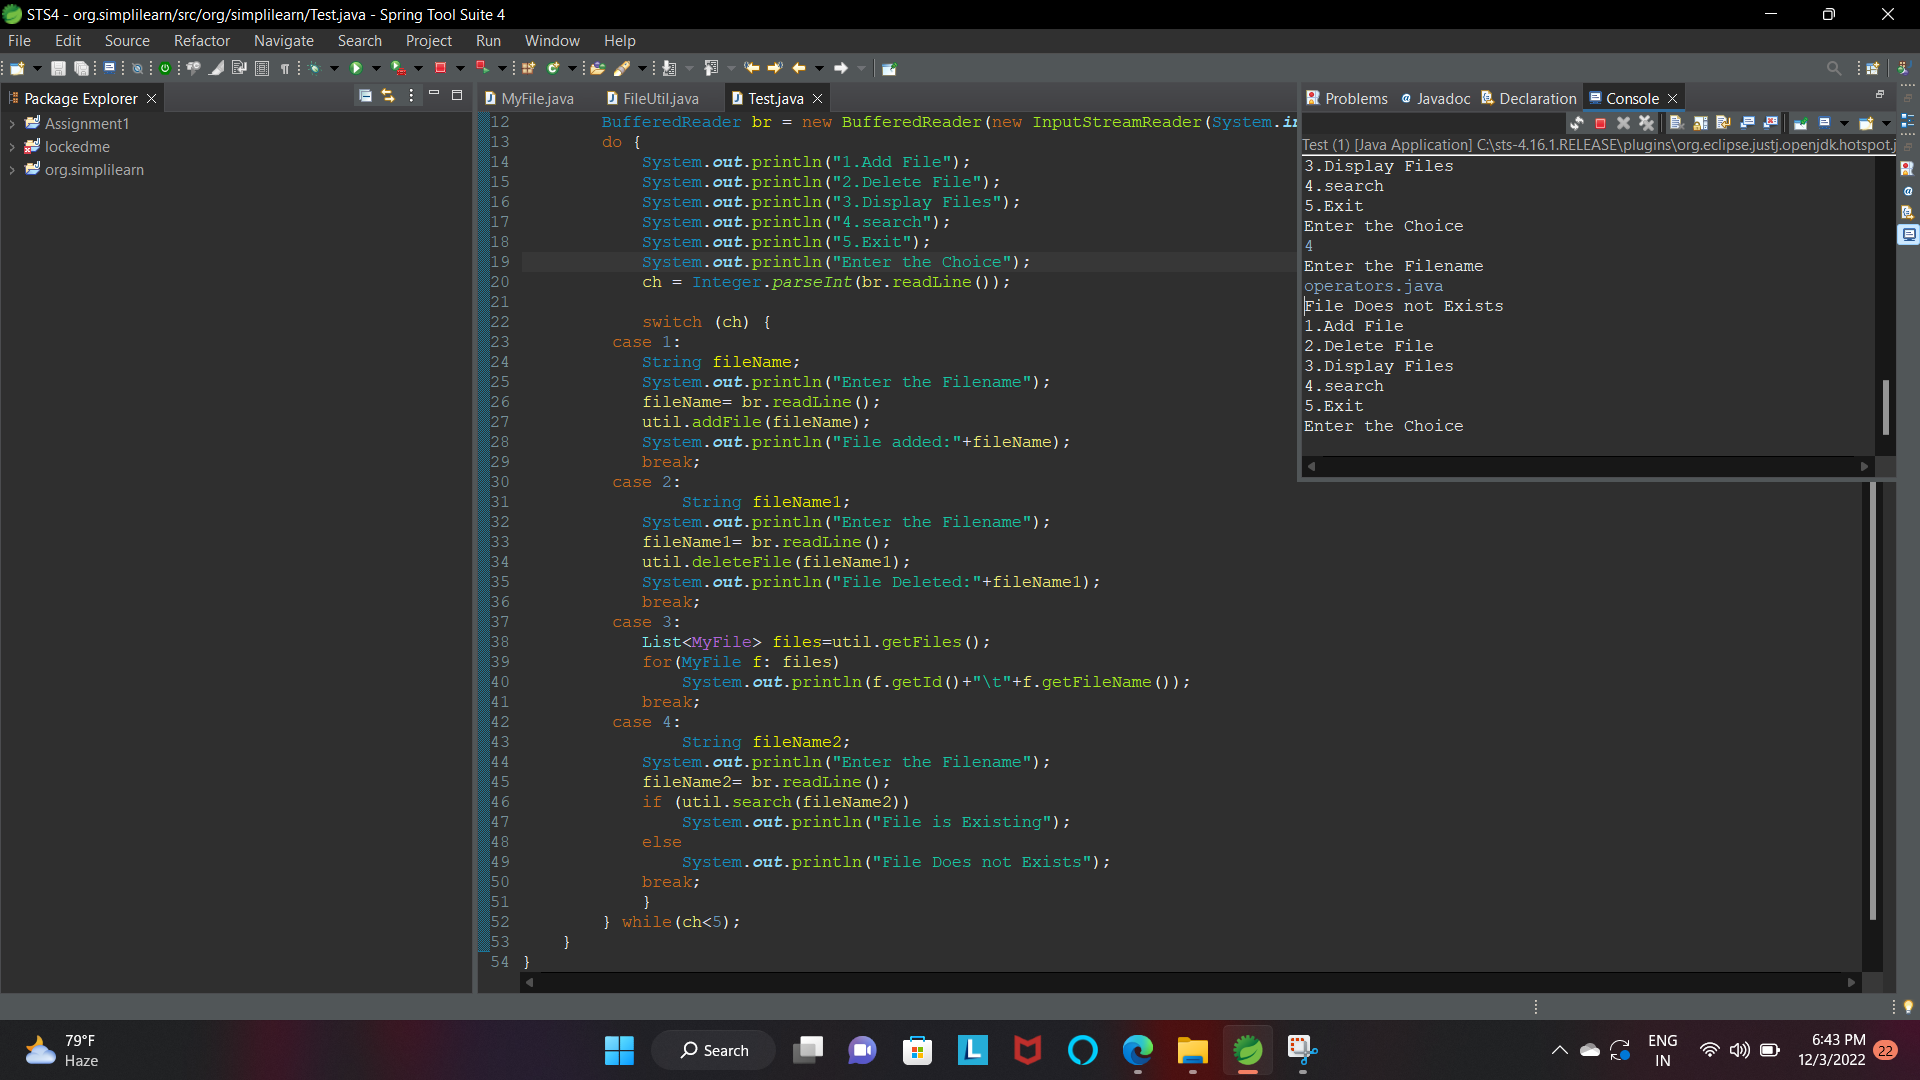 STS4 - org.simplilearn/src/org/simplilearn/Test.java - Spring Tool Suite 4
File Edit Source Refactor Navigate Search Project Run Window Help
Package Explorer
Assignment1
lockedme
org.simplilearn
MyFile.java FileUtil.java Test.java
12 BufferedReader br = new BufferedReader(new InputStreamReader(System.in
13 do {
14 System.out.println("1.Add File");
15 System.out.println("2.Delete File");
16 System.out.println("3.Display Files");
17 System.out.println("4.search");
18 System.out.println("5.Exit");
19 System.out.println("Enter the Choice");
20 ch = Integer.parseInt(br.readLine());
21
22 switch (ch) {
23 case 1:
24 String fileName;
25 System.out.println("Enter the Filename");
26 fileName= br.readLine();
27 util.addFile(fileName);
28 System.out.println("File added:"+fileName);
29 break;
30 case 2:
31 String fileName1;
32 System.out.println("Enter the Filename");
33 fileName1= br.readLine();
34 util.deleteFile(fileName1);
35 System.out.println("File Deleted:"+fileName1);
36 break;
37 case 3:
38 List<MyFile> files=util.getFiles();
39 for(MyFile f: files)
40 System.out.println(f.getId()+"\t"+f.getFileName());
41 break;
42 case 4:
43 String fileName2;
44 System.out.println("Enter the Filename");
45 fileName2= br.readLine();
46 if (util.search(fileName2))
47 System.out.println("File is Existing");
48 else
49 System.out.println("File Does not Exists");
50 break;
51 }
52 } while(ch<5);
53 }
54 }
Problems Javadoc Declaration Console
Test (1) [Java Application] C:\sts-4.16.1.RELEASE\plugins\org.eclipse.justj.openjdk.hotspot.j
3.Display Files
4.search
5.Exit
Enter the Choice
4
Enter the Filename
operators.java
File Does not Exists
1.Add File
2.Delete File
3.Display Files
4.search
5.Exit
Enter the Choice
79°F
Haze
Search
ENG
IN
6:43 PM
12/3/2022
22